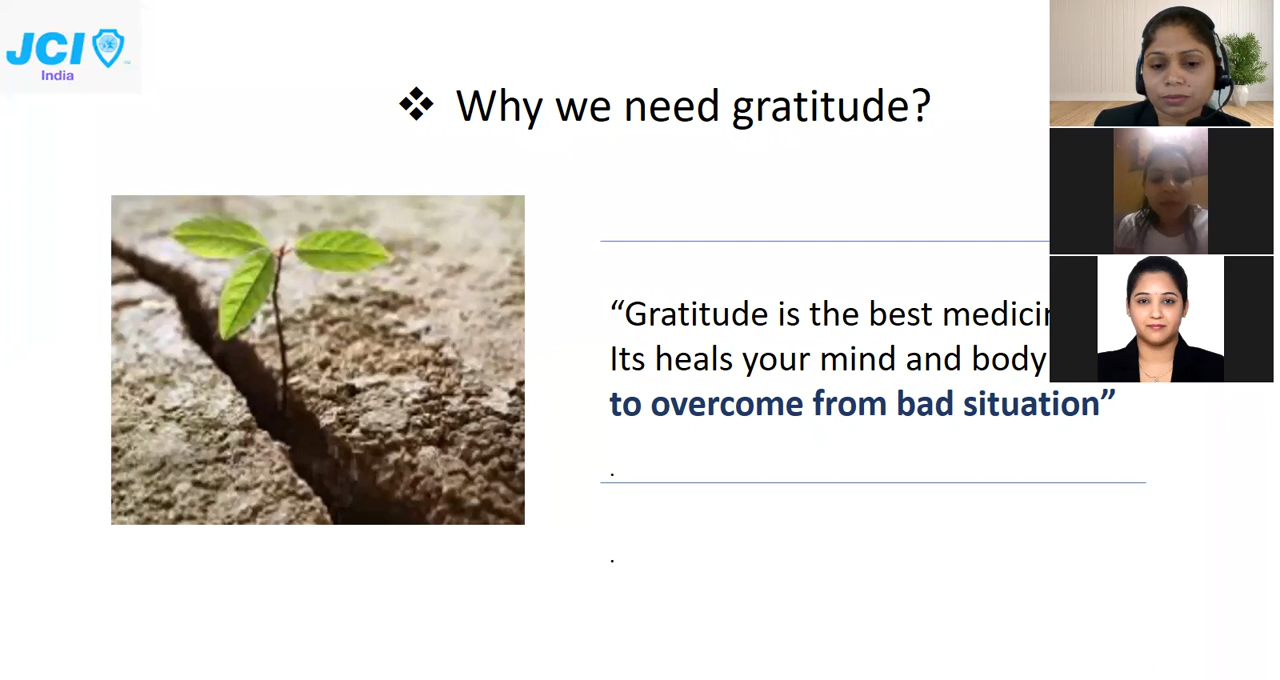 JCI
India
❖ Why we need gratitude?
“Gratitude is the best
Its heals your mind and body
to overcome from bad situation”
.
.